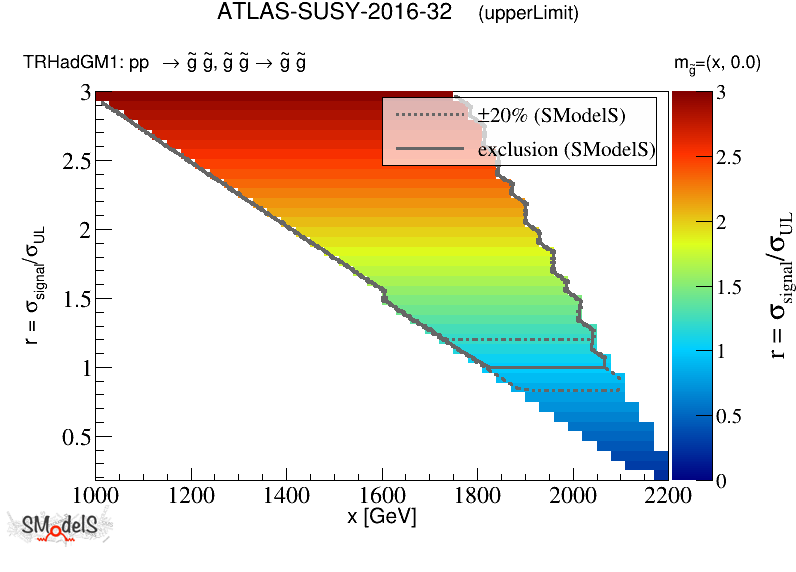 ATLAS-SUSY-2016-32 (upperLimit)
TRHadGM1: pp → g̃ g̃, g̃ g̃ → g̃ g̃
m_g̃=(x, 0.0)
±20% (SModelS)
exclusion (SModelS)
3
2.5
2
1.5
1
0.5
r = σ_signal/σ_UL
1000 1200 1400 1600 1800 2000 2200
x [GeV]
3
2.5
2
1.5
1
0.5
0
r = σ_signal/σ_UL
SModelS